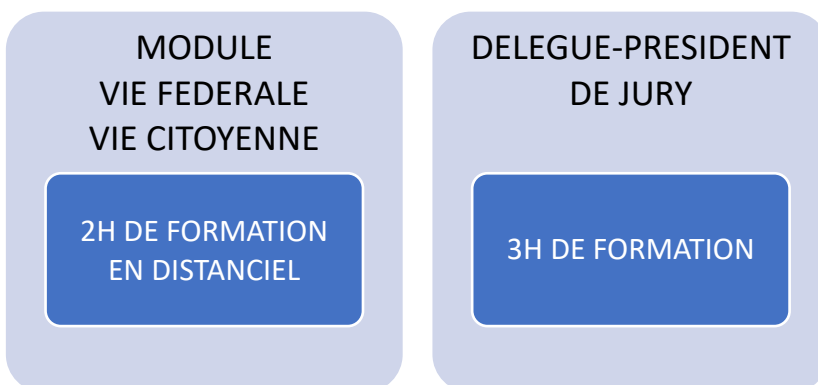 MODULE
VIE FEDERALE
VIE CITOYENNE
2H DE FORMATION
EN DISTANCIEL
DELEGUE-PRESIDENT
DE JURY
3H DE FORMATION